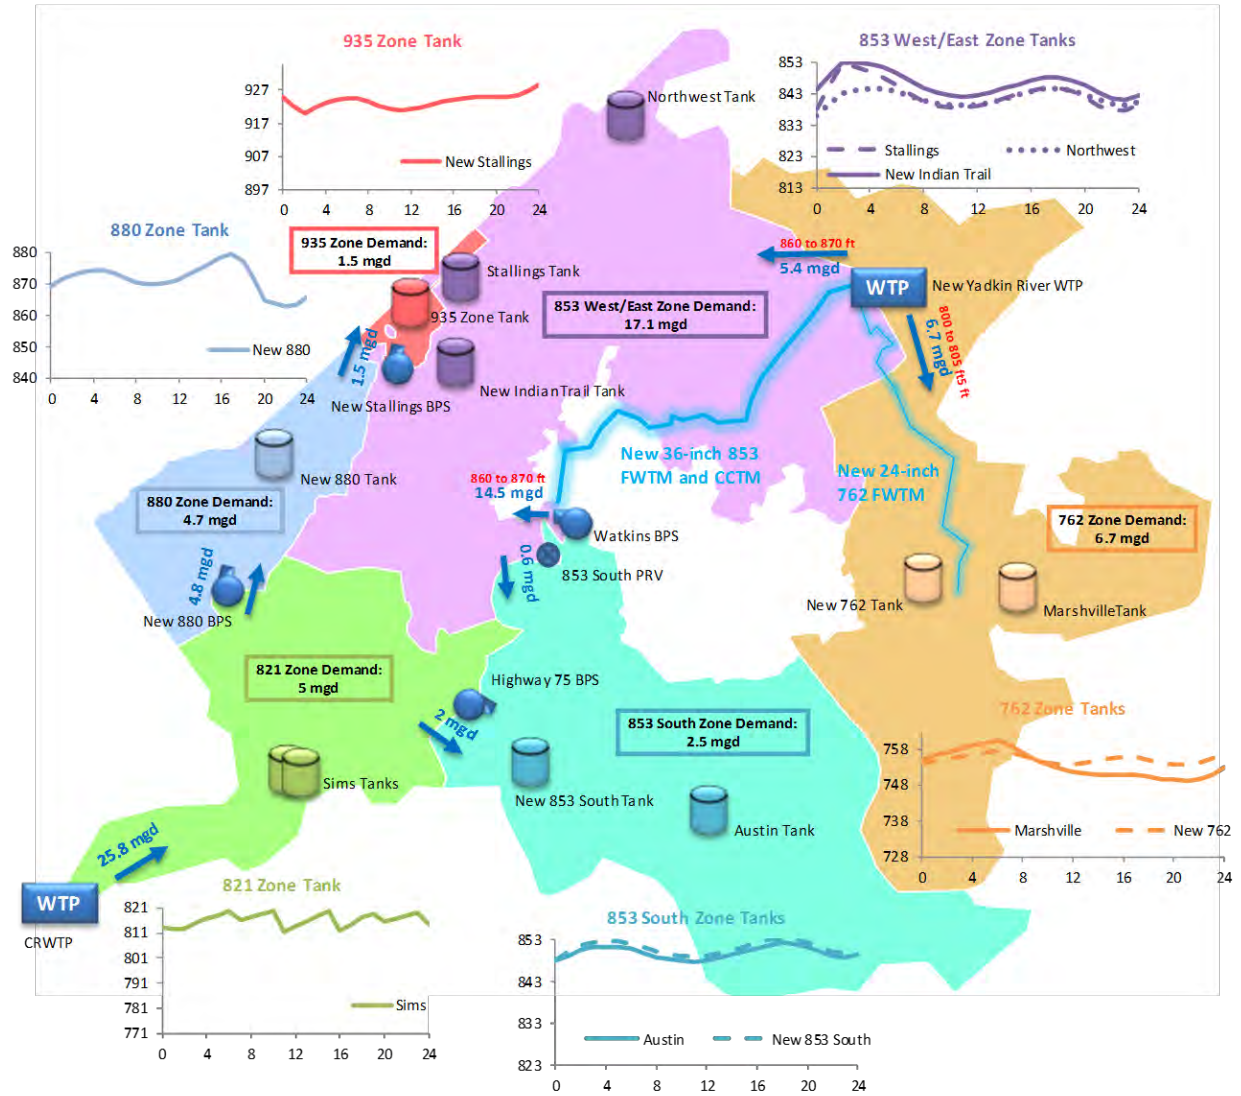 935 Zone Tank
927
917
907
897
New Stallings
0 4 8 12 16 20 24
853 West/East Zone Tanks
853
843
833
823
813
Stallings
Northwest
New Indian Trail
0 4 8 12 16 20 24
Northwest Tank
880 Zone Tank
880
870
860
850
840
New 880
0 4 8 12 16 20 24
935 Zone Demand:
1.5 mgd
Stallings Tank
935 Zone Tank
1.5 mgd
New Stallings BPS
New Indian Trail Tank
853 West/East Zone Demand:
17.1 mgd
860 to 870 ft
5.4 mgd
WTP
New Yadkin River WTP
800 to 805 ft5 ft
6.7 mgd
New 880 Tank
880 Zone Demand:
4.7 mgd
New 36-inch 853
FWTM and CCTM
New 24-inch
762 FWTM
860 to 870 ft
14.5 mgd
Watkins BPS
853 South PRV
0.6 mgd
762 Zone Demand:
6.7 mgd
New 762 Tank
Marshville Tank
4.8 mgd
New 880 BPS
821 Zone Demand:
5 mgd
Highway 75 BPS
2 mgd
853 South Zone Demand:
2.5 mgd
Sims Tanks
New 853 South Tank
Austin Tank
762 Zone Tanks
758
748
738
728
Marshville
New 762
0 4 8 12 16 20 24
25.8 mgd
WTP
CRWTP
821 Zone Tank
821
811
801
791
781
771
Sims
0 4 8 12 16 20 24
853 South Zone Tanks
853
843
833
823
Austin
New 853 South
0 4 8 12 16 20 24